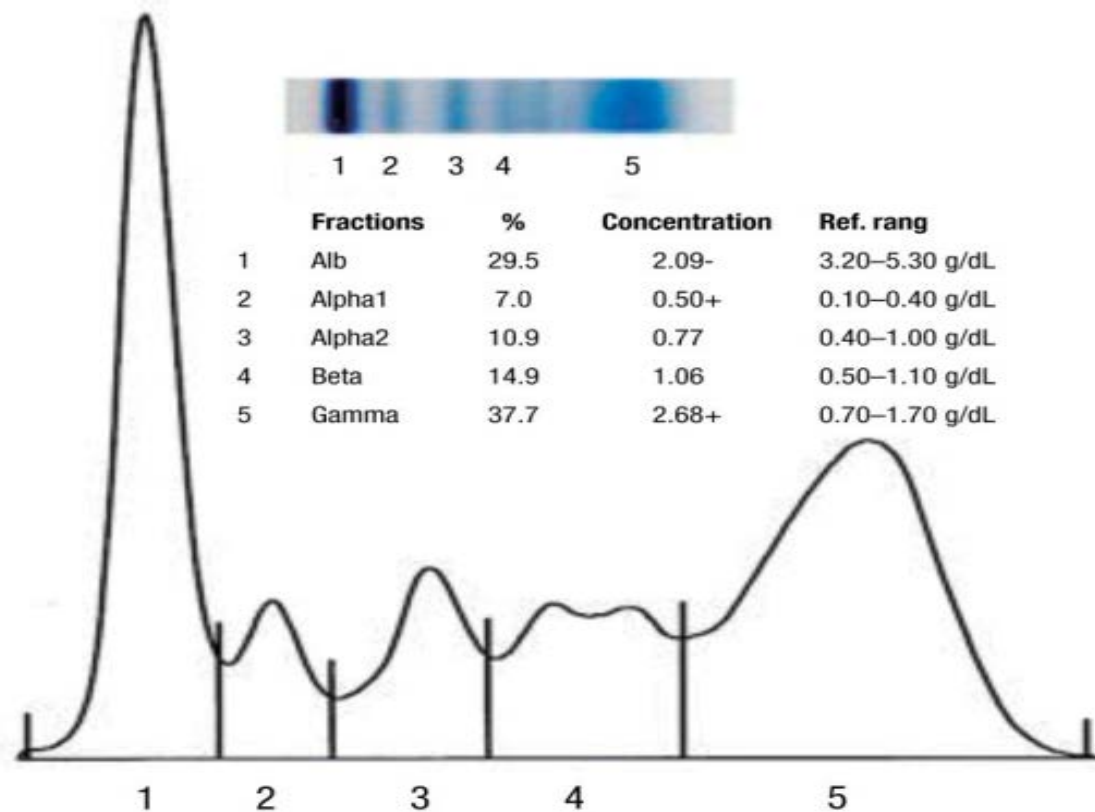 1 2 3 4 5
Fractions % Concentration Ref. rang
1 Alb 29.5 2.09- 3.20–5.30 g/dL
2 Alpha1 7.0 0.50+ 0.10–0.40 g/dL
3 Alpha2 10.9 0.77 0.40–1.00 g/dL
4 Beta 14.9 1.06 0.50–1.10 g/dL
5 Gamma 37.7 2.68+ 0.70–1.70 g/dL
1 2 3 4 5